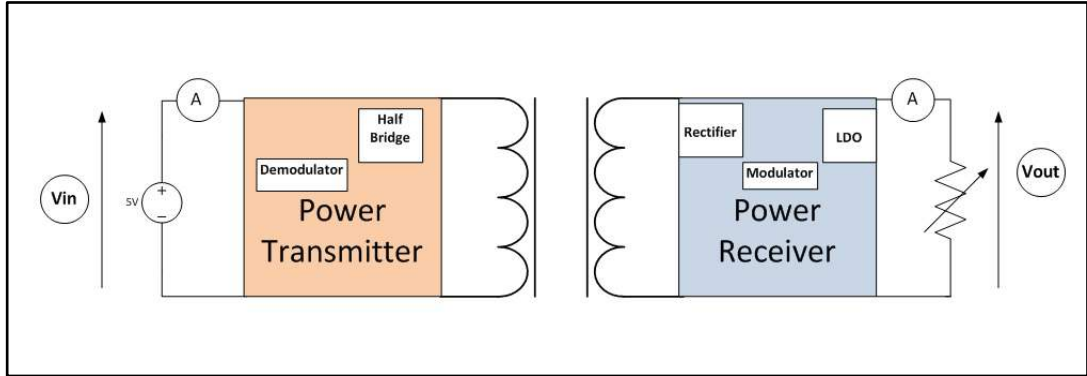 A
Half
Bridge
Demodulator
Power
Transmitter
Vin
5V
+
−
Rectifier
LDO
Modulator
Power
Receiver
A
Vout